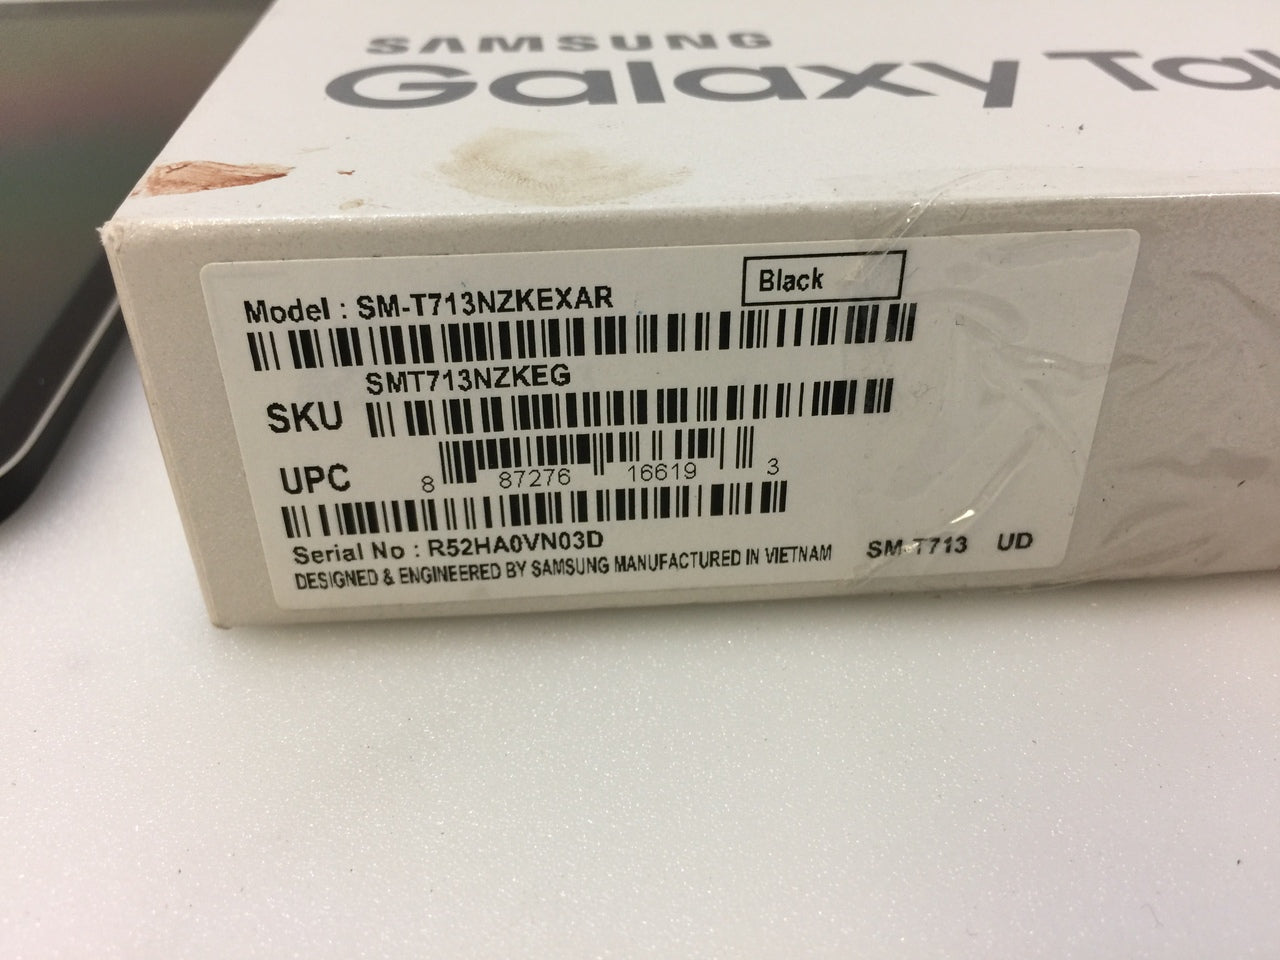 SAMSUNG
Galaxy Tab
Black
Model : SM-T713NZKEXAR
SMT713NZKEG
SKU
UPC
8 87276 16619 3
Serial No : R52HA0VN03D
DESIGNED & ENGINEERED BY SAMSUNG MANUFACTURED IN VIETNAM
SM-T713 UD